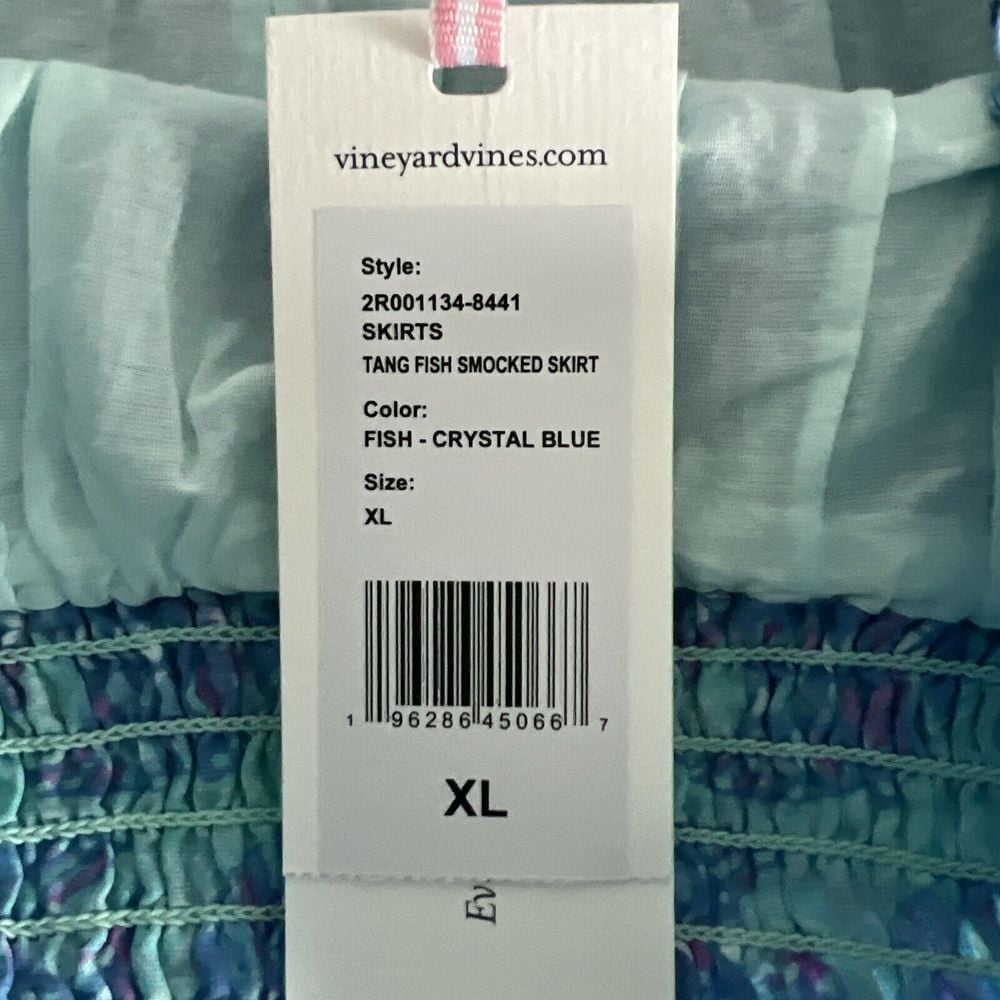 vineyardvines.com
Style:
2R001134-8441
SKIRTS
TANG FISH SMOCKED SKIRT
Color:
FISH - CRYSTAL BLUE
Size:
XL
1 96286 45066 7
XL